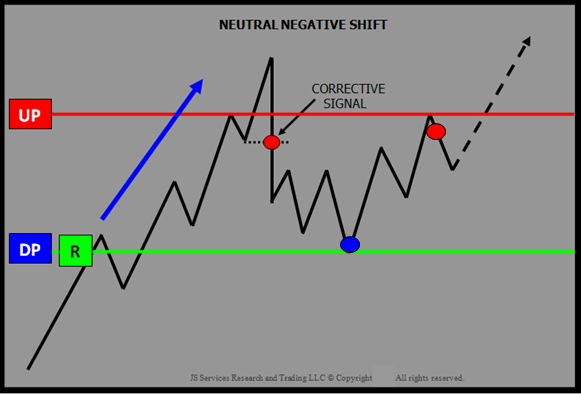 NEUTRAL NEGATIVE SHIFT
CORRECTIVE
SIGNAL
UP
DP
R
JS Services Research and Trading LLC © Copyright All rights reserved.